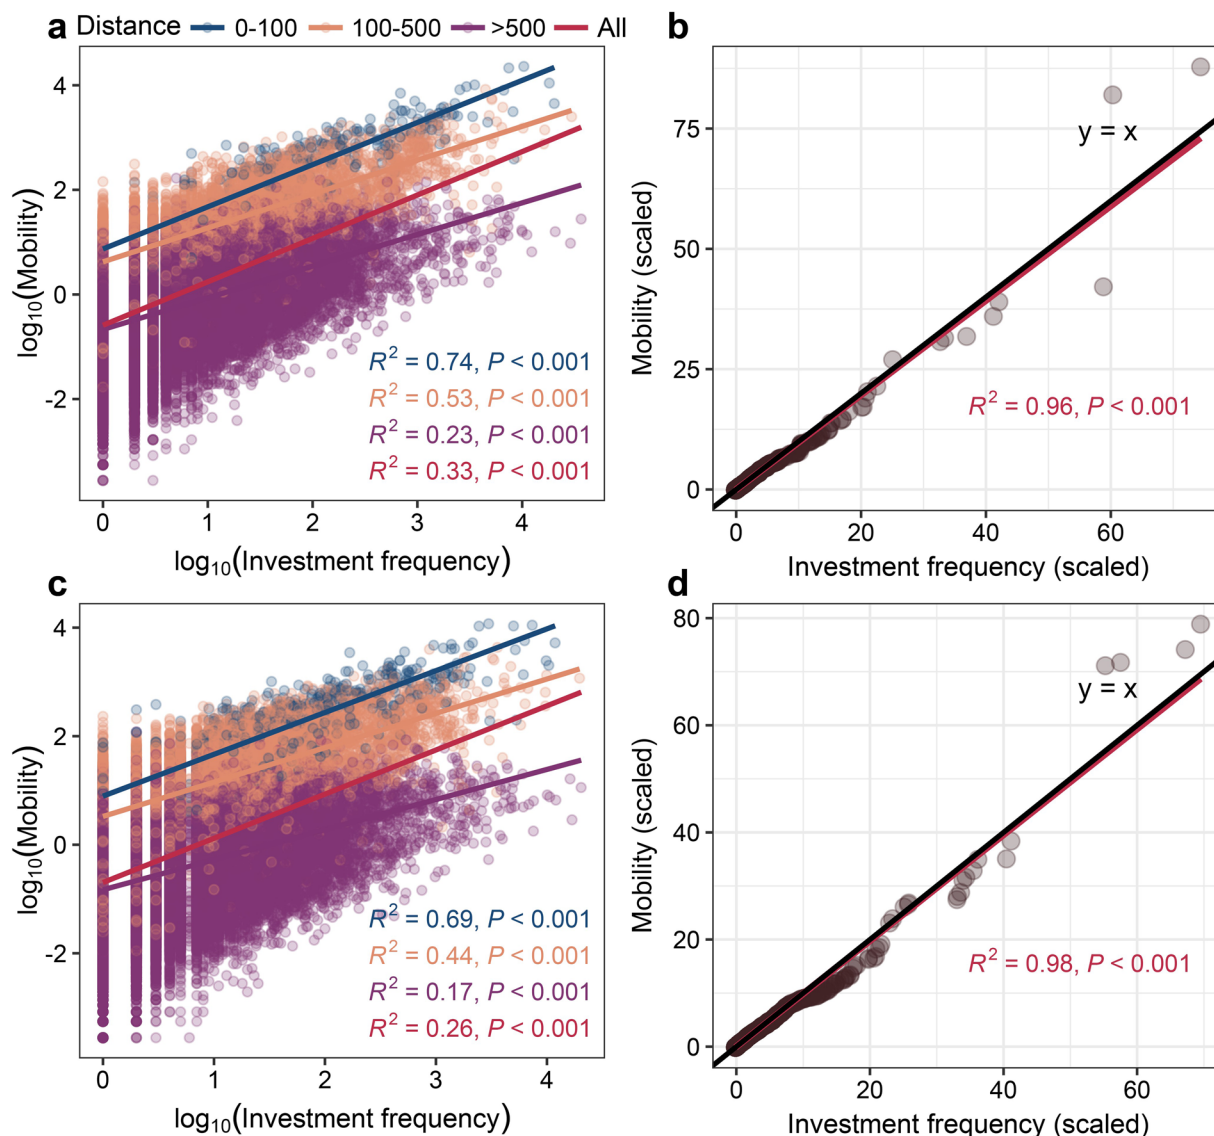 a Distance 0-100 100-500 >500 All
log₁₀(Mobility)
4
2
0
-2
R² = 0.74, P < 0.001
R² = 0.53, P < 0.001
R² = 0.23, P < 0.001
R² = 0.33, P < 0.001
0 1 2 3 4
log₁₀(Investment frequency)
b
Mobility (scaled)
75
50
25
0
y = x
R² = 0.96, P < 0.001
0 20 40 60
Investment frequency (scaled)
c
log₁₀(Mobility)
4
2
0
-2
R² = 0.69, P < 0.001
R² = 0.44, P < 0.001
R² = 0.17, P < 0.001
R² = 0.26, P < 0.001
0 1 2 3 4
log₁₀(Investment frequency)
d
Mobility (scaled)
80
60
40
20
0
y = x
R² = 0.98, P < 0.001
0 20 40 60
Investment frequency (scaled)